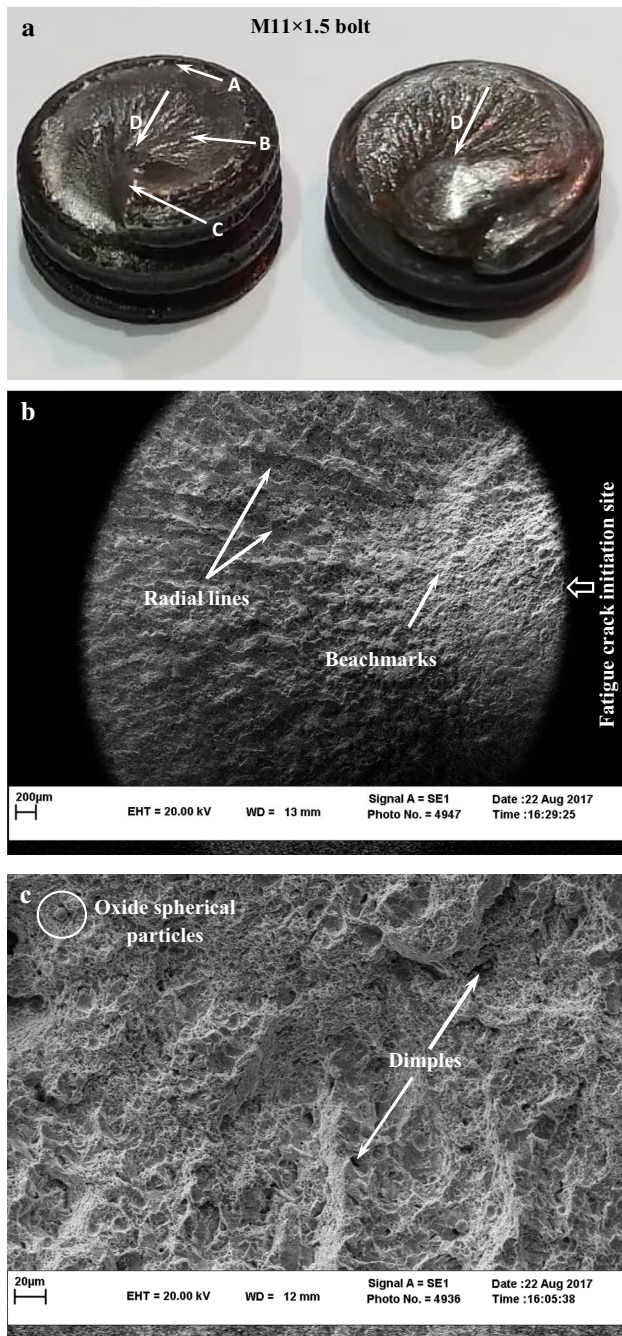 a
M11×1.5 bolt
A
D
B
C
D
b
Radial lines
Beachmarks
Fatigue crack initiation site
200µm
EHT = 20.00 kV
WD = 13 mm
Signal A = SE1
Photo No. = 4947
Date :22 Aug 2017
Time :16:29:25
c
Oxide spherical
particles
Dimples
20µm
EHT = 20.00 kV
WD = 12 mm
Signal A = SE1
Photo No. = 4936
Date :22 Aug 2017
Time :16:05:38